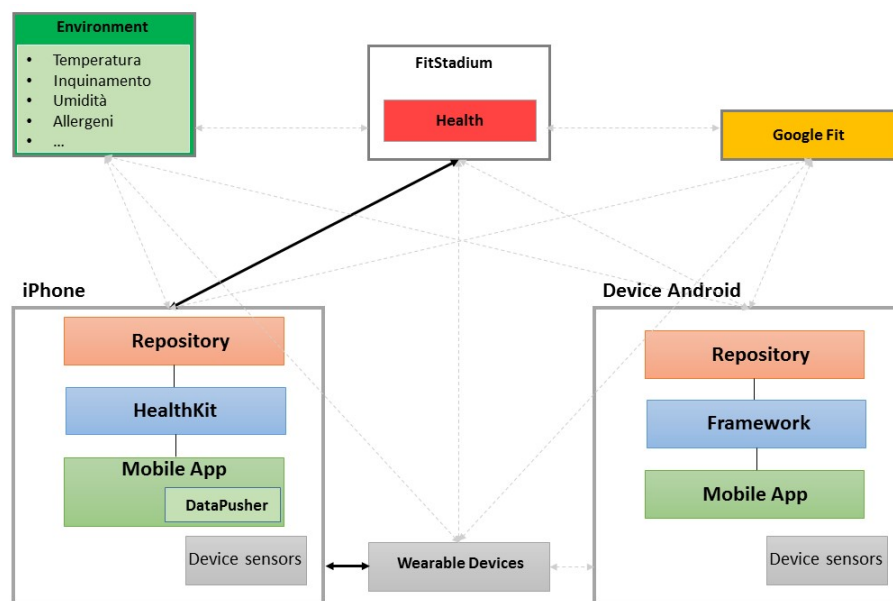 Environment
• Temperatura
• Inquinamento
• Umidità
• Allergeni
• ...
FitStadium
Health
Google Fit
iPhone
Repository
HealthKit
Mobile App
DataPusher
Device sensors
Wearable Devices
Device Android
Repository
Framework
Mobile App
Device sensors